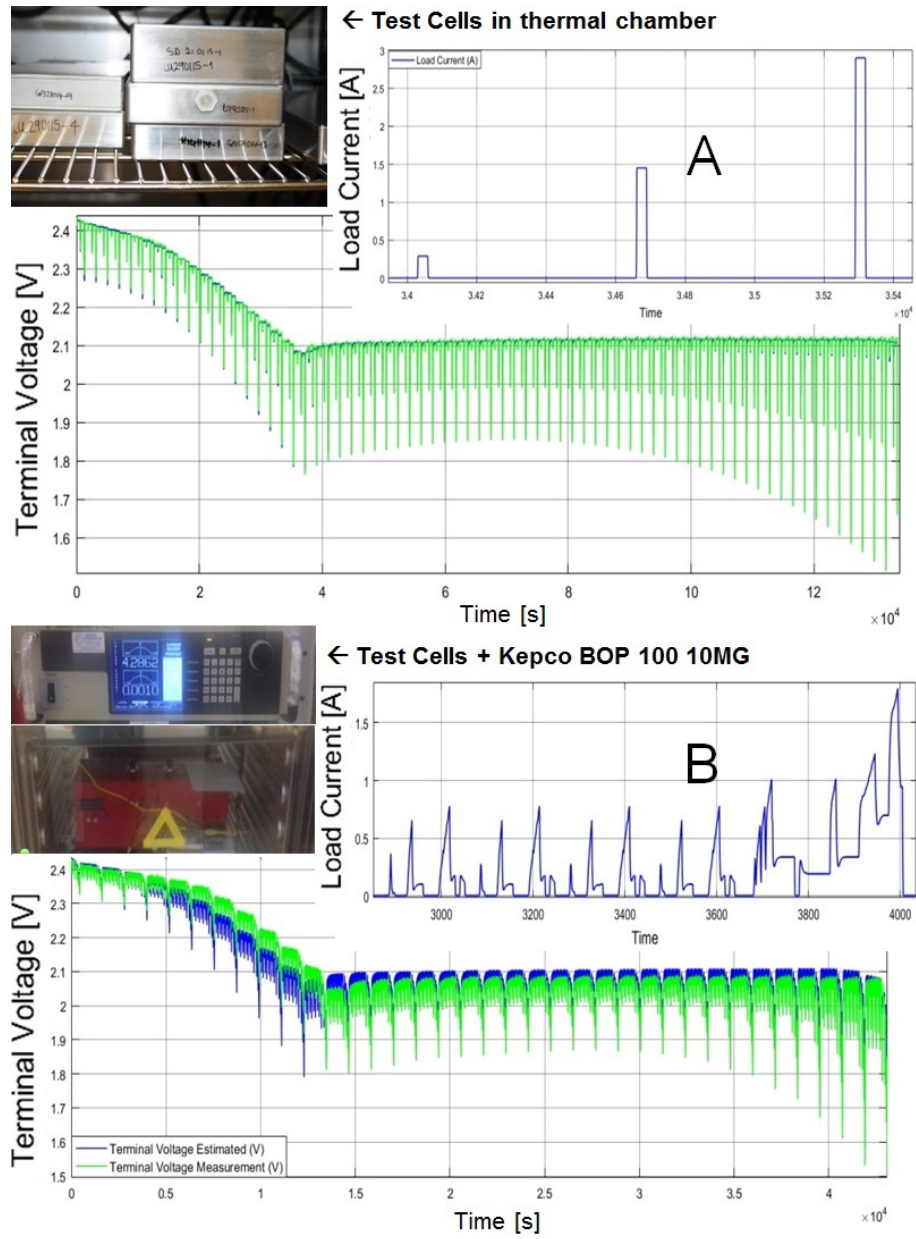 ← Test Cells in thermal chamber
SD 210115-1
JL290115-1
JL290115-4
Load Current [A]
Load Current (A)
A
3
2.5
2
1.5
1
0.5
0
3.4 3.42 3.44 3.46 3.48 3.5 3.52 3.54
Time
×10⁴
Terminal Voltage [V]
2.4
2.3
2.2
2.1
2
1.9
1.8
1.7
1.6
0 2 4 6 8 10 12
Time [s]
×10⁴
← Test Cells + Kepco BOP 100 10MG
4.2862
0.0010
Load Current [A]
B
1.5
1
0.5
0
3000 3200 3400 3600 3800 4000
Time
Terminal Voltage [V]
2.4
2.3
2.2
2.1
2
1.9
1.8
1.7
1.6
1.5
Terminal Voltage Estimated (V)
Terminal Voltage Measurement (V)
0 0.5 1 1.5 2 2.5 3 3.5 4
Time [s]
×10⁴